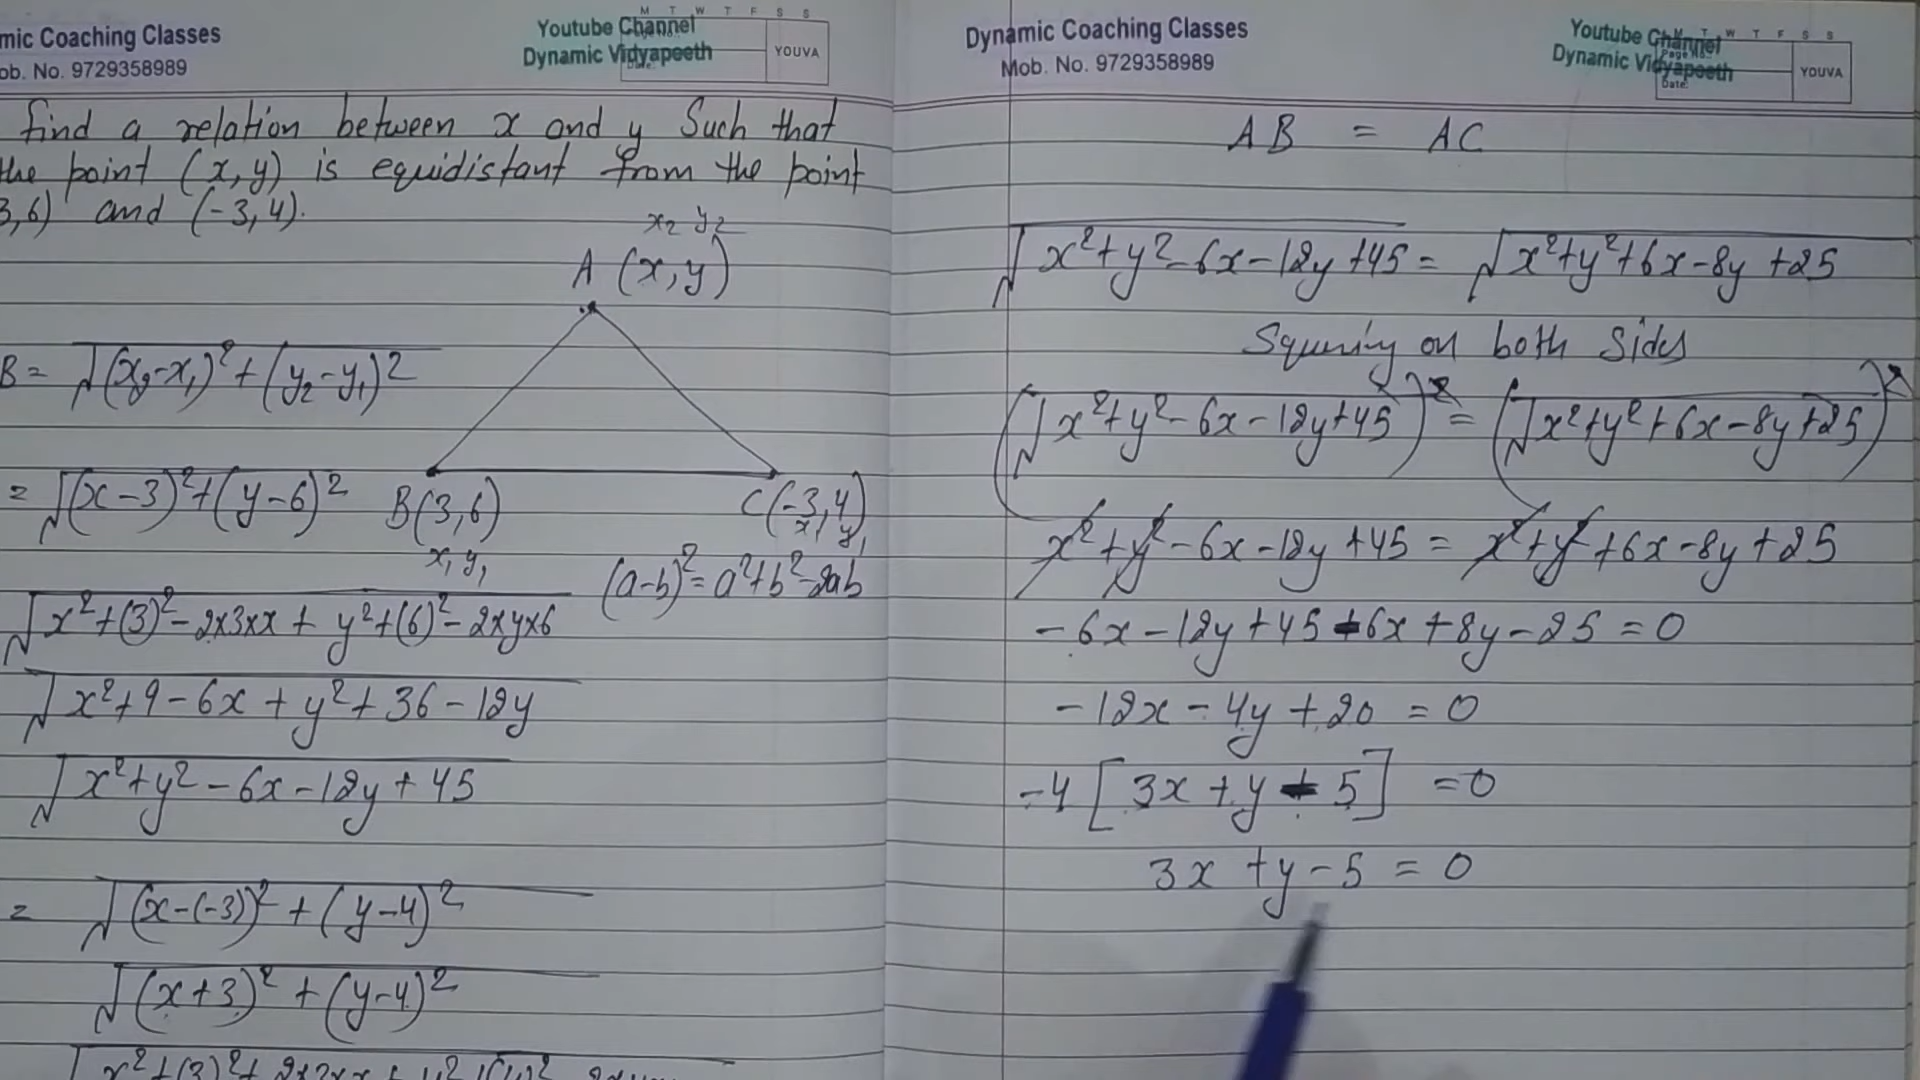 mic Coaching Classes
ob. No. 9729358989
Youtube Channel
Dynamic Vidyapeeth
M T W T F S S
YOUVA
find a relation between x and y Such that
the point (x, y) is equidistant from the point
3,6) and (-3,4).
x2 y2
A (x, y)
B = √(x2-x1)²+(y2-y1)²
= √(x-3)²+(y-6)²
B(3,6)
x1 y1
C(-3,4)
x1 y1
(a-b)²= a²+b²-2ab
√x²+(3)²-2×3×x + y²+(6)²-2×y×6
√x²+9-6x+y²+36-12y
√x²+y²-6x-12y+45
= √(x-(-3))²+(y-4)²
√(x+3)²+(y-4)²
Dynamic Coaching Classes
Mob. No. 9729358989
Youtube Channel
Dynamic Vidyapeeth
T W T F S S
Page No.:
Date:
YOUVA
AB = AC
√x²+y²-6x-12y+45 = √x²+y²+6x-8y+25
Squering on both Sides
(√x²+y²-6x-12y+45)² = (√x²+y²+6x-8y+25)²
x²+y²-6x-12y+45 = x²+y²+6x-8y+25
-6x-12y+45-6x+8y-25=0
-12x-4y+20 = 0
-4[3x+y-5] =0
3x+y-5 = 0